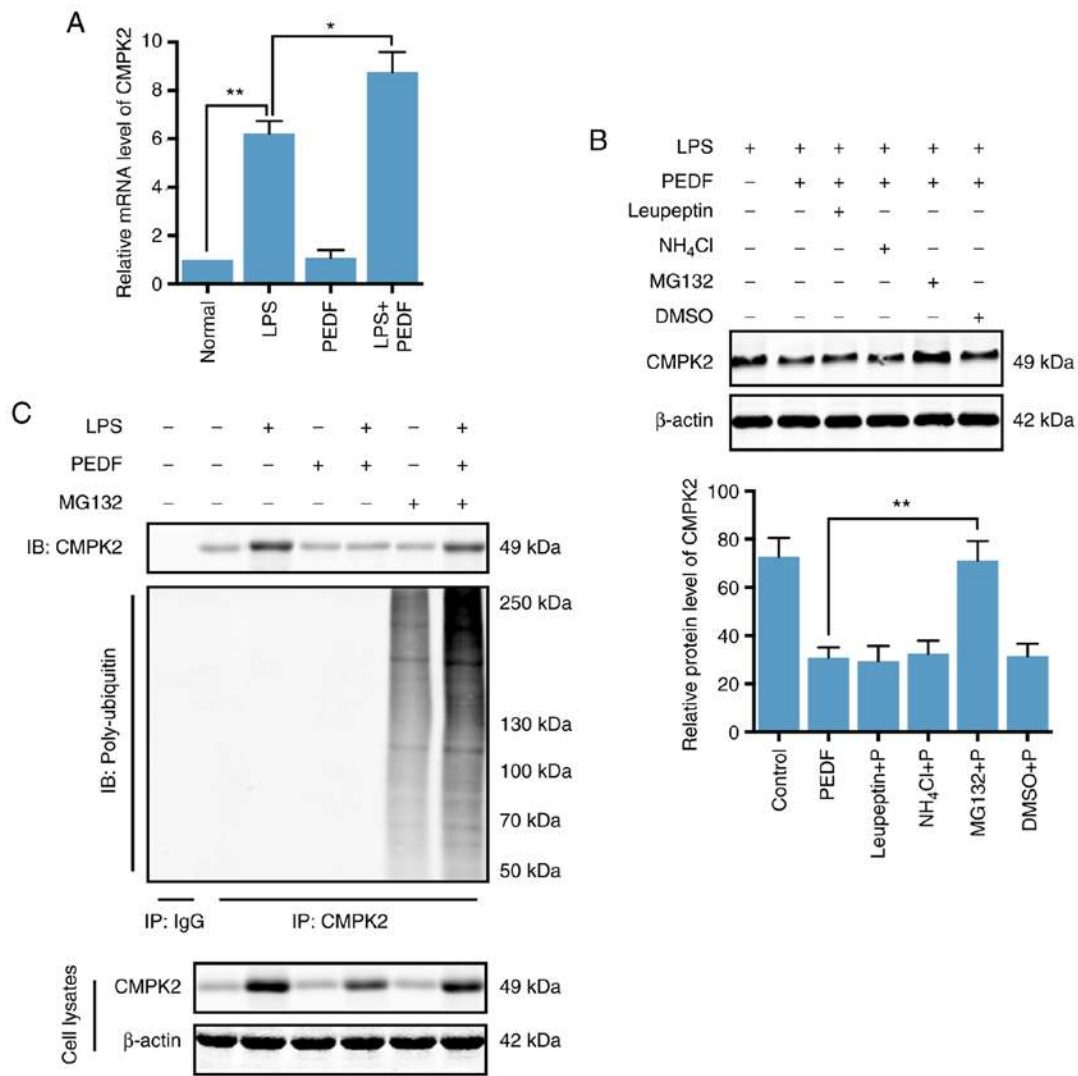 A
Relative mRNA level of CMPK2
10
8
6
4
2
0
**
*
Normal
LPS
PEDF
LPS+
PEDF
B
LPS + + + + + +
PEDF – + + + + +
Leupeptin – – + – – –
NH₄Cl – – – + – –
MG132 – – – – + –
DMSO – – – – – +
CMPK2 49 kDa
β-actin 42 kDa
Relative protein level of CMPK2
100
80
60
40
20
0
**
Control
PEDF
Leupeptin+P
NH₄Cl+P
MG132+P
DMSO+P
C
LPS – – + – + – +
PEDF – – – + + – +
MG132 – – – – – + +
IB: CMPK2 49 kDa
IB: Poly-ubiquitin
250 kDa
130 kDa
100 kDa
70 kDa
50 kDa
IP: IgG IP: CMPK2
Cell lysates
CMPK2 49 kDa
β-actin 42 kDa